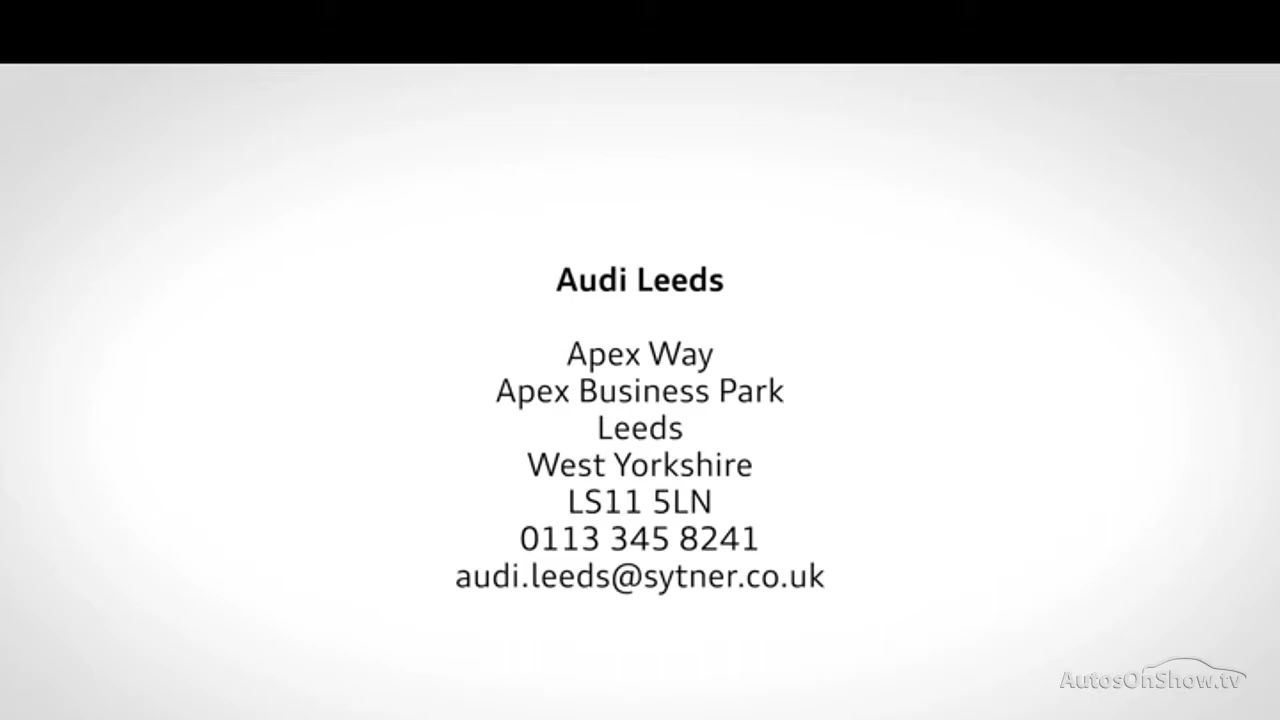 Audi Leeds
Apex Way
Apex Business Park
Leeds
West Yorkshire
LS11 5LN
0113 345 8241
audi.leeds@sytner.co.uk
AutosOnShow.tv